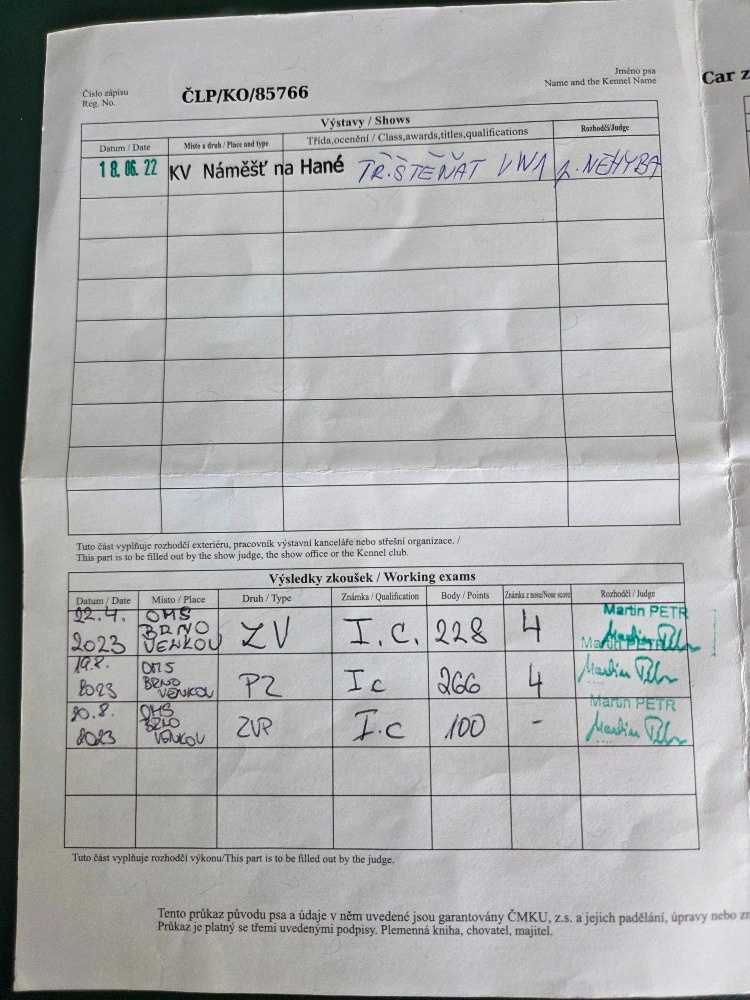 Číslo zápisu
Reg. No.
ČLP/KO/85766
Jméno psa
Name and the Kennel Name
Car z
Výstavy / Shows
Datum / Date Místo a druh / Place and type Třída,ocenění / Class,awards,titles,qualifications Rozhodčí/Judge
18. 06. 22 KV Náměšť na Hané TŘ.ŠTĚŇAT VN1 NEHYBA
Tuto část vyplňuje rozhodčí exteriéru, pracovník výstavní kanceláře nebo střešní organizace. /
This part is to be filled out by the show judge, the show office or the Kennel club.
Výsledky zkoušek / Working exams
Datum / Date Místo / Place Druh / Type Známka / Qualification Body / Points Známka z nosu/Nose score Rozhodčí / Judge
22.4. 2023 OMS BRNO VENKOV ZV I.C. 228 4 Martin PETR
19.8. 2023 OMS BRNO VENKOV PZ Ic 266 4 Martin PETR
20.8. 2023 OMS BRNO VENKOV ZVP I.c 100 - Martin PETR
Tuto část vyplňuje rozhodčí výkonu/This part is to be filled out by the judge.
Tento průkaz původu psa a údaje v něm uvedené jsou garantovány ČMKU, z.s. a jejich padělání, úpravy nebo
Průkaz je platný se třemi uvedenými podpisy. Plemenná kniha, chovatel, majitel.